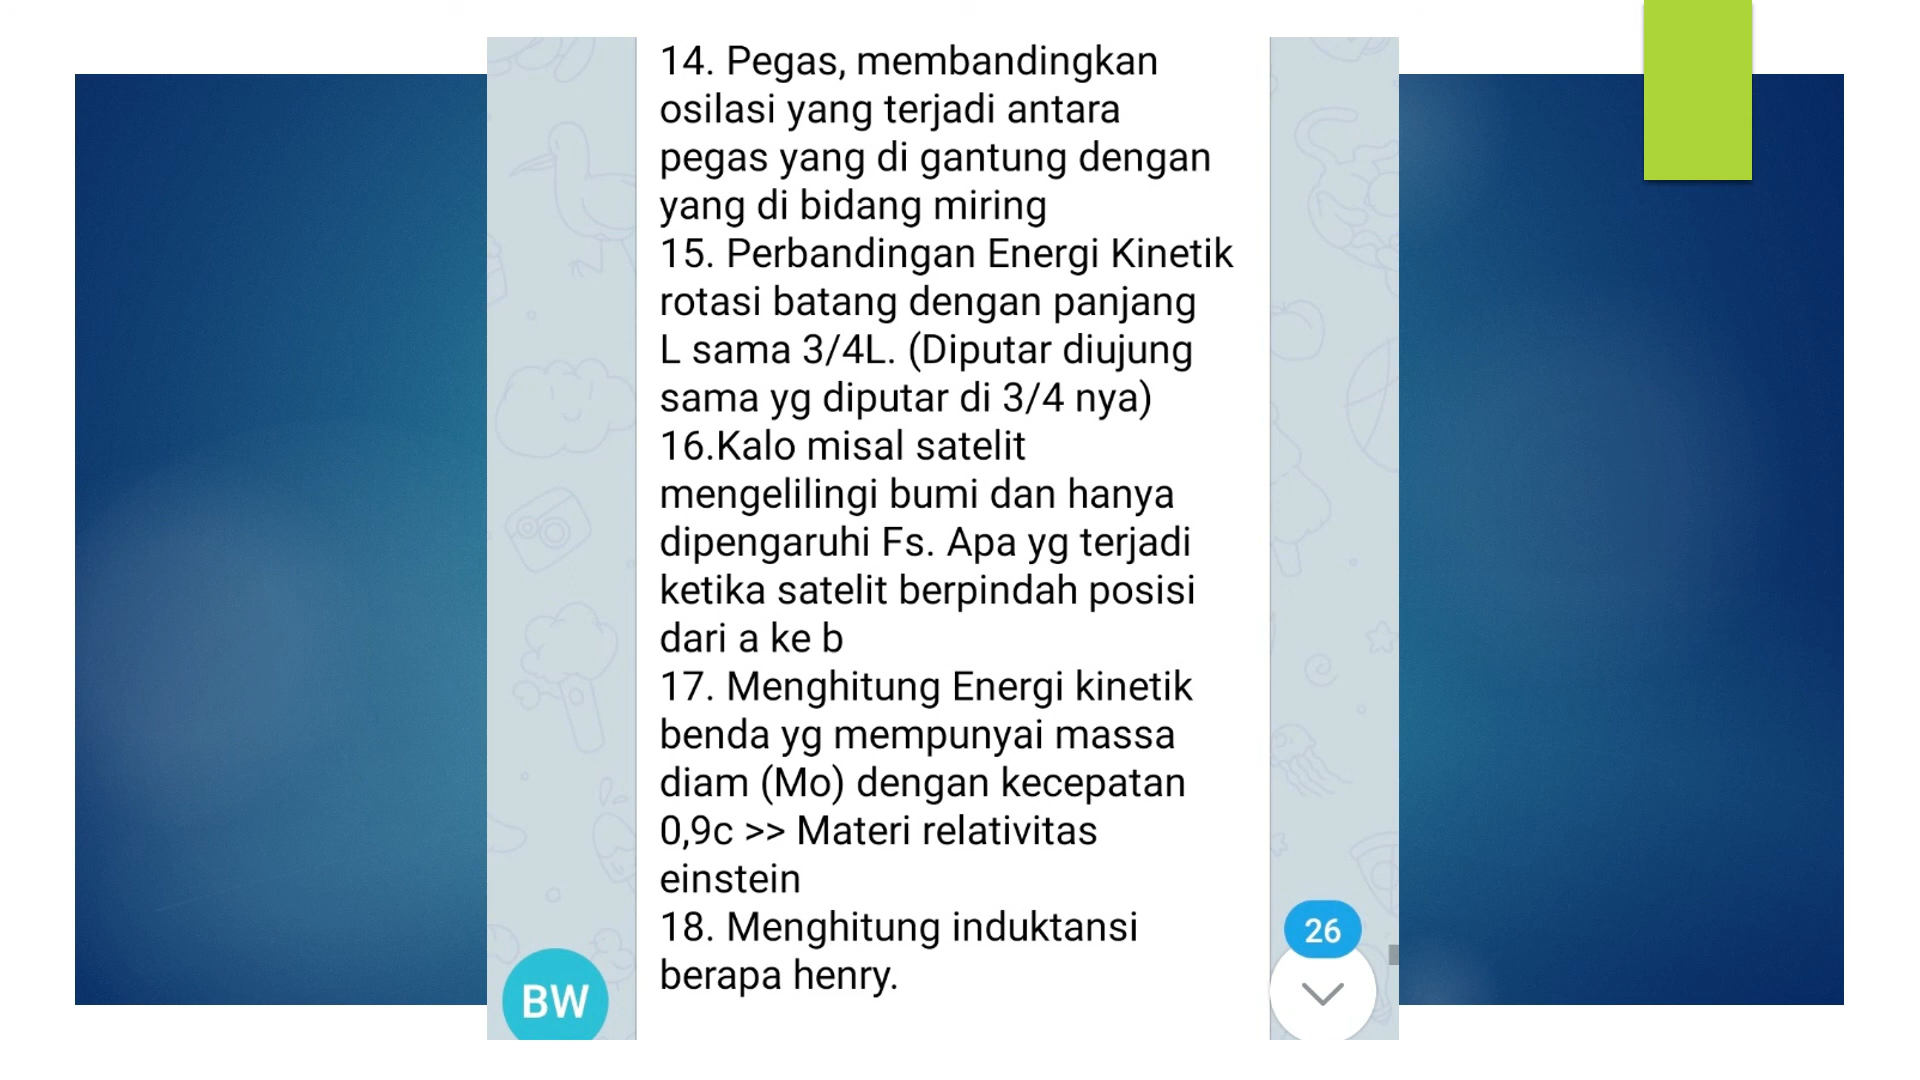 14. Pegas, membandingkan
osilasi yang terjadi antara
pegas yang di gantung dengan
yang di bidang miring
15. Perbandingan Energi Kinetik
rotasi batang dengan panjang
L sama 3/4L. (Diputar diujung
sama yg diputar di 3/4 nya)
16.Kalo misal satelit
mengelilingi bumi dan hanya
dipengaruhi Fs. Apa yg terjadi
ketika satelit berpindah posisi
dari a ke b
17. Menghitung Energi kinetik
benda yg mempunyai massa
diam (Mo) dengan kecepatan
0,9c >> Materi relativitas
einstein
18. Menghitung induktansi
berapa henry.
BW
26